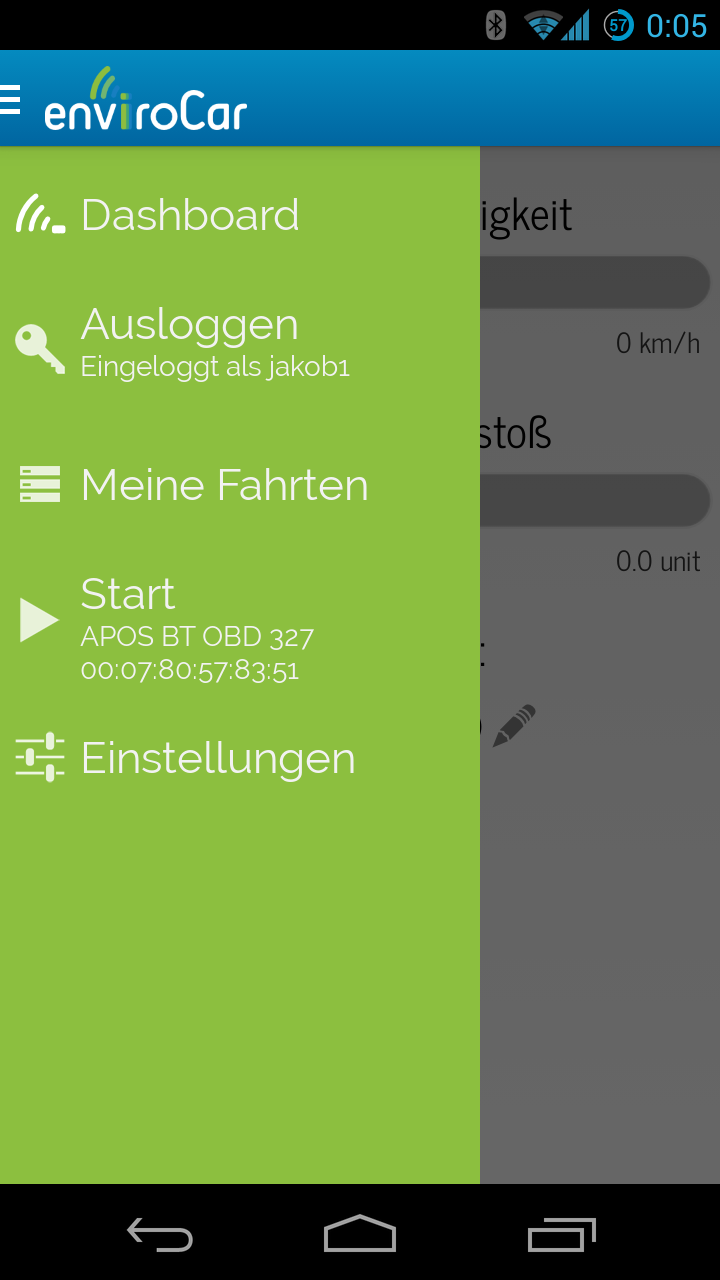 57 0:05
enviroCar
Dashboard
igkeit
Ausloggen
0 km/h
Eingeloggt als jakob1
stoß
Meine Fahrten
0.0 unit
Start
APOS BT OBD 327
:
00:07:80:57:83:51
Einstellungen